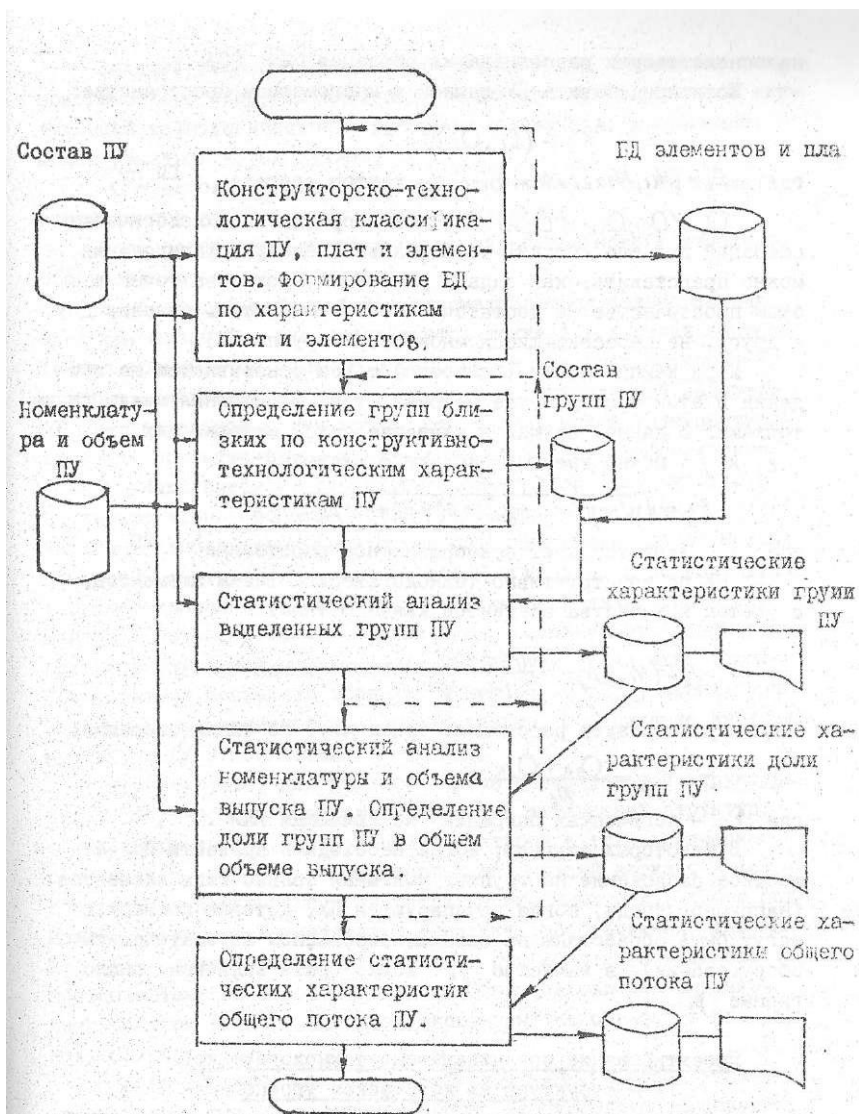 Состав ПУ
БД элементов и пла
Конструкторско-техно-
логическая классифика-
ция ПУ, плат и элемен-
тов. Формирование БД
по характеристикам
плат и элементов,
Состав
групп ПУ
Номенклату-
ра и объем
ПУ
Определение групп бли-
зких по конструктивно-
технологическим харак-
теристикам ПУ
Статистические
характеристики групп
ПУ
Статистический анализ
выделенных групп ПУ
Статистические ха-
рактеристики доли
групп ПУ
Статистический анализ
номенклатуры и объема
выпуска ПУ. Определение
доли групп ПУ в общем
объеме выпуска.
Статистические ха-
рактеристики общего
потока ПУ
Определение статисти-
ческих характеристик
общего потока ПУ.